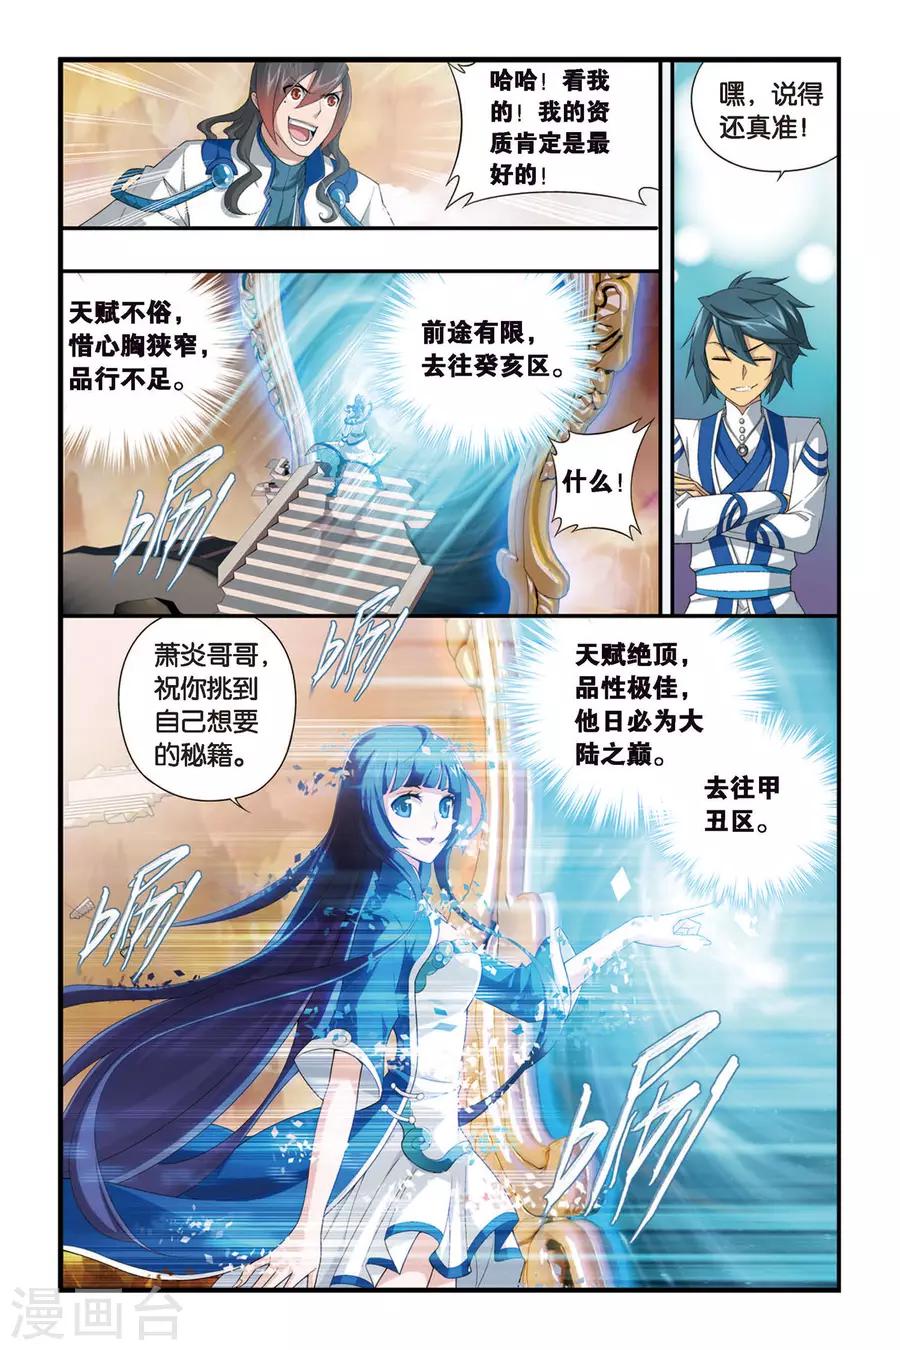 哈哈！看我
的！我的资
质肯定是最
好的！
嘿，说得
还真准！
天赋不俗，
惜心胸狭窄，
品行不足。
前途有限，
去往癸亥区。
什么！
唰
唰
萧炎哥哥，
祝你挑到
自己想要
的秘籍。
天赋绝顶，
品性极佳，
他日必为大
陆之巅。
去往甲
丑区。
唰
唰
漫画台